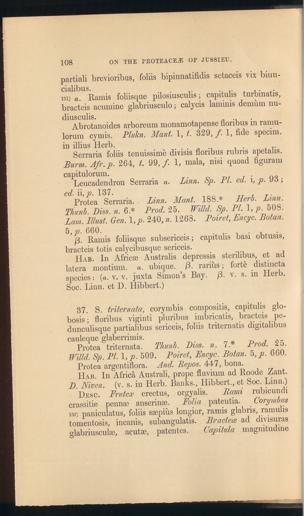 108 ON THE PROTEACEÆ OF JUSSIEU.
partiali brevioribus, foliis bipinnatifidis setaceis vix biun-
cialibus.
α. Ramis foliisque pilosiusculis; capitulis turbinatis,
bracteis acumine glabriusculo; calycis laminis demùm nu-
diusculis.
Abrotanoides arboreum monamotapense floribus in ramu-
lorum cymis. Plukn. Mant. 1, t. 329, f. 1, fide specim.
in illius Herb.
Serraria foliis tenuissimè divisis floribus rubris apetalis.
Burm. Afr. p. 264, t. 99, f. 1, mala, nisi quoad figuram
capitulorum.
Leucadendron Serraria α. Linn. Sp. Pl. ed. i, p. 93;
ed. ii, p. 137.
Protea Serraria. Linn. Mant. 188.* Herb. Linn.
Thunb. Diss. n. 6.* Prod. 25. Willd. Sp. Pl. 1, p. 508.
Lam. Illust. Gen. 1, p. 240, n. 1268. Poiret, Encyc. Botan.
5, p. 660.
β. Ramis foliisque subsericeis; capitulis basi obtusis,
bracteis totis calycibusque sericeis.
HAB. In Africæ Australis depressis sterilibus, et ad
latera montium. α. ubique. β. rarius; fortè distincta
species: (α. v. v. juxta Simon's Bay. β. v. s. in Herb.
Soc. Linn. et D. Hibbert.)
37. S. triternata, corymbis compositis, capitulis glo-
bosis; floribus viginti pluribus imbricatis, bracteis pe-
dunculisque partialibus sericeis, foliis triternatis digitalibus
cauleque glaberrimis.
Protea triternata. Thunb. Diss. n. 7.* Prod. 25.
Willd. Sp. Pl. 1, p. 509. Poiret, Encyc. Botan. 5, p. 660.
Protea argentiflora. And. Repos. 447, bona.
HAB. In Africâ Australi, prope fluvium ad Roode Zant.
D. Niven. (v. s. in Herb. Banks., Hibbert., et Soc. Linn.)
DESC. Frutex erectus, orgyalis. Rami rubicundi
crassitie pennæ anserinæ. Folia patentia. Corymbus
paniculatus, foliis sæpiùs longior, ramis glabris, ramulis
tomentosis, incanis, subangulatis. Bracteæ ad divisuras
glabriusculæ, acutæ, patentes. Capitula magnitudine